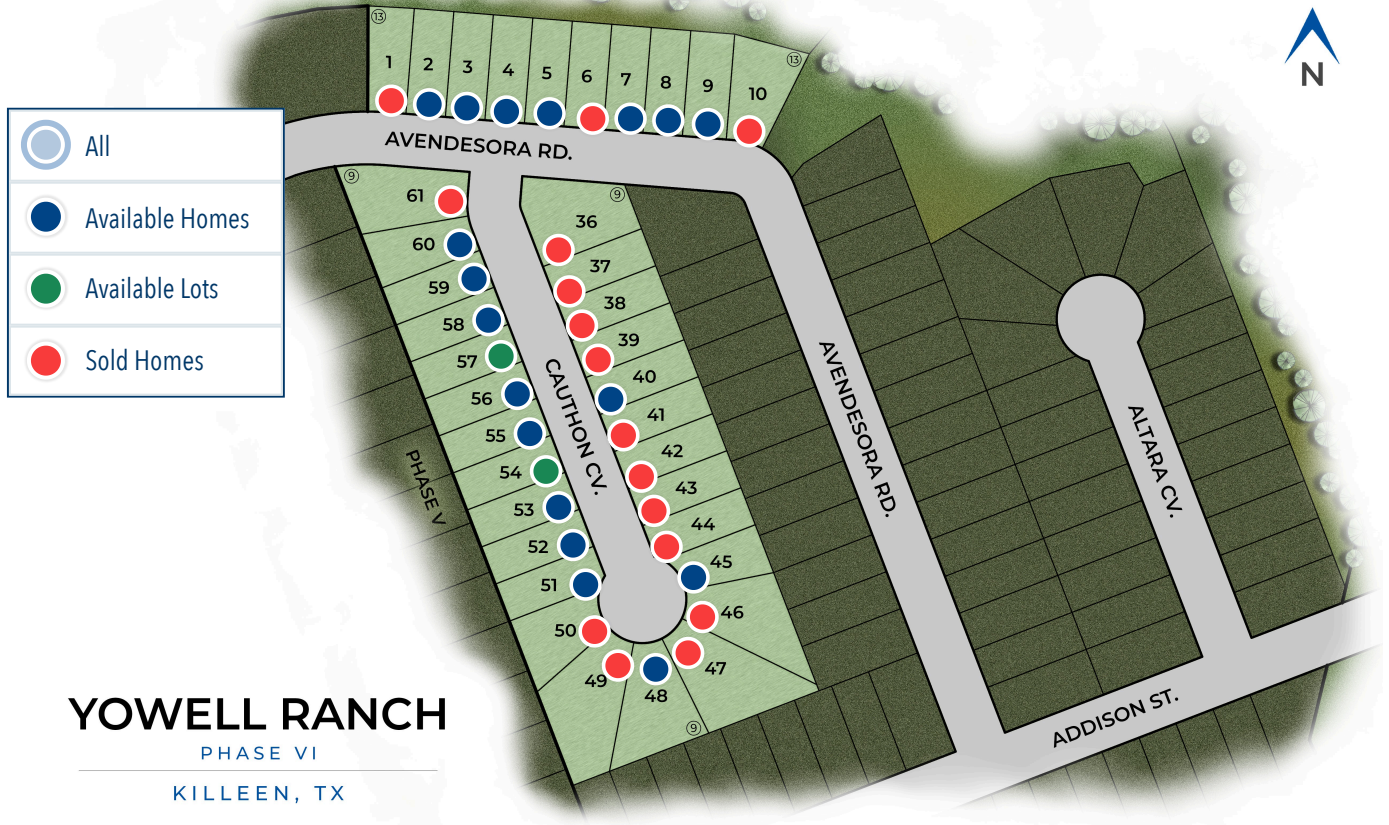 13
13
1
2
3
4
5
6
7
8
9
10
N
All
Available Homes
Available Lots
Sold Homes
AVENDESORA RD.
9
9
61
36
60
37
59
38
58
39
57
40
56
41
55
42
54
43
53
44
52
45
51
46
50
47
49
48
9
CAUTHON CV.
PHASE V
AVENDESORA RD.
ALTARA CV.
ADDISON ST.
YOWELL RANCH
PHASE VI
KILLEEN, TX